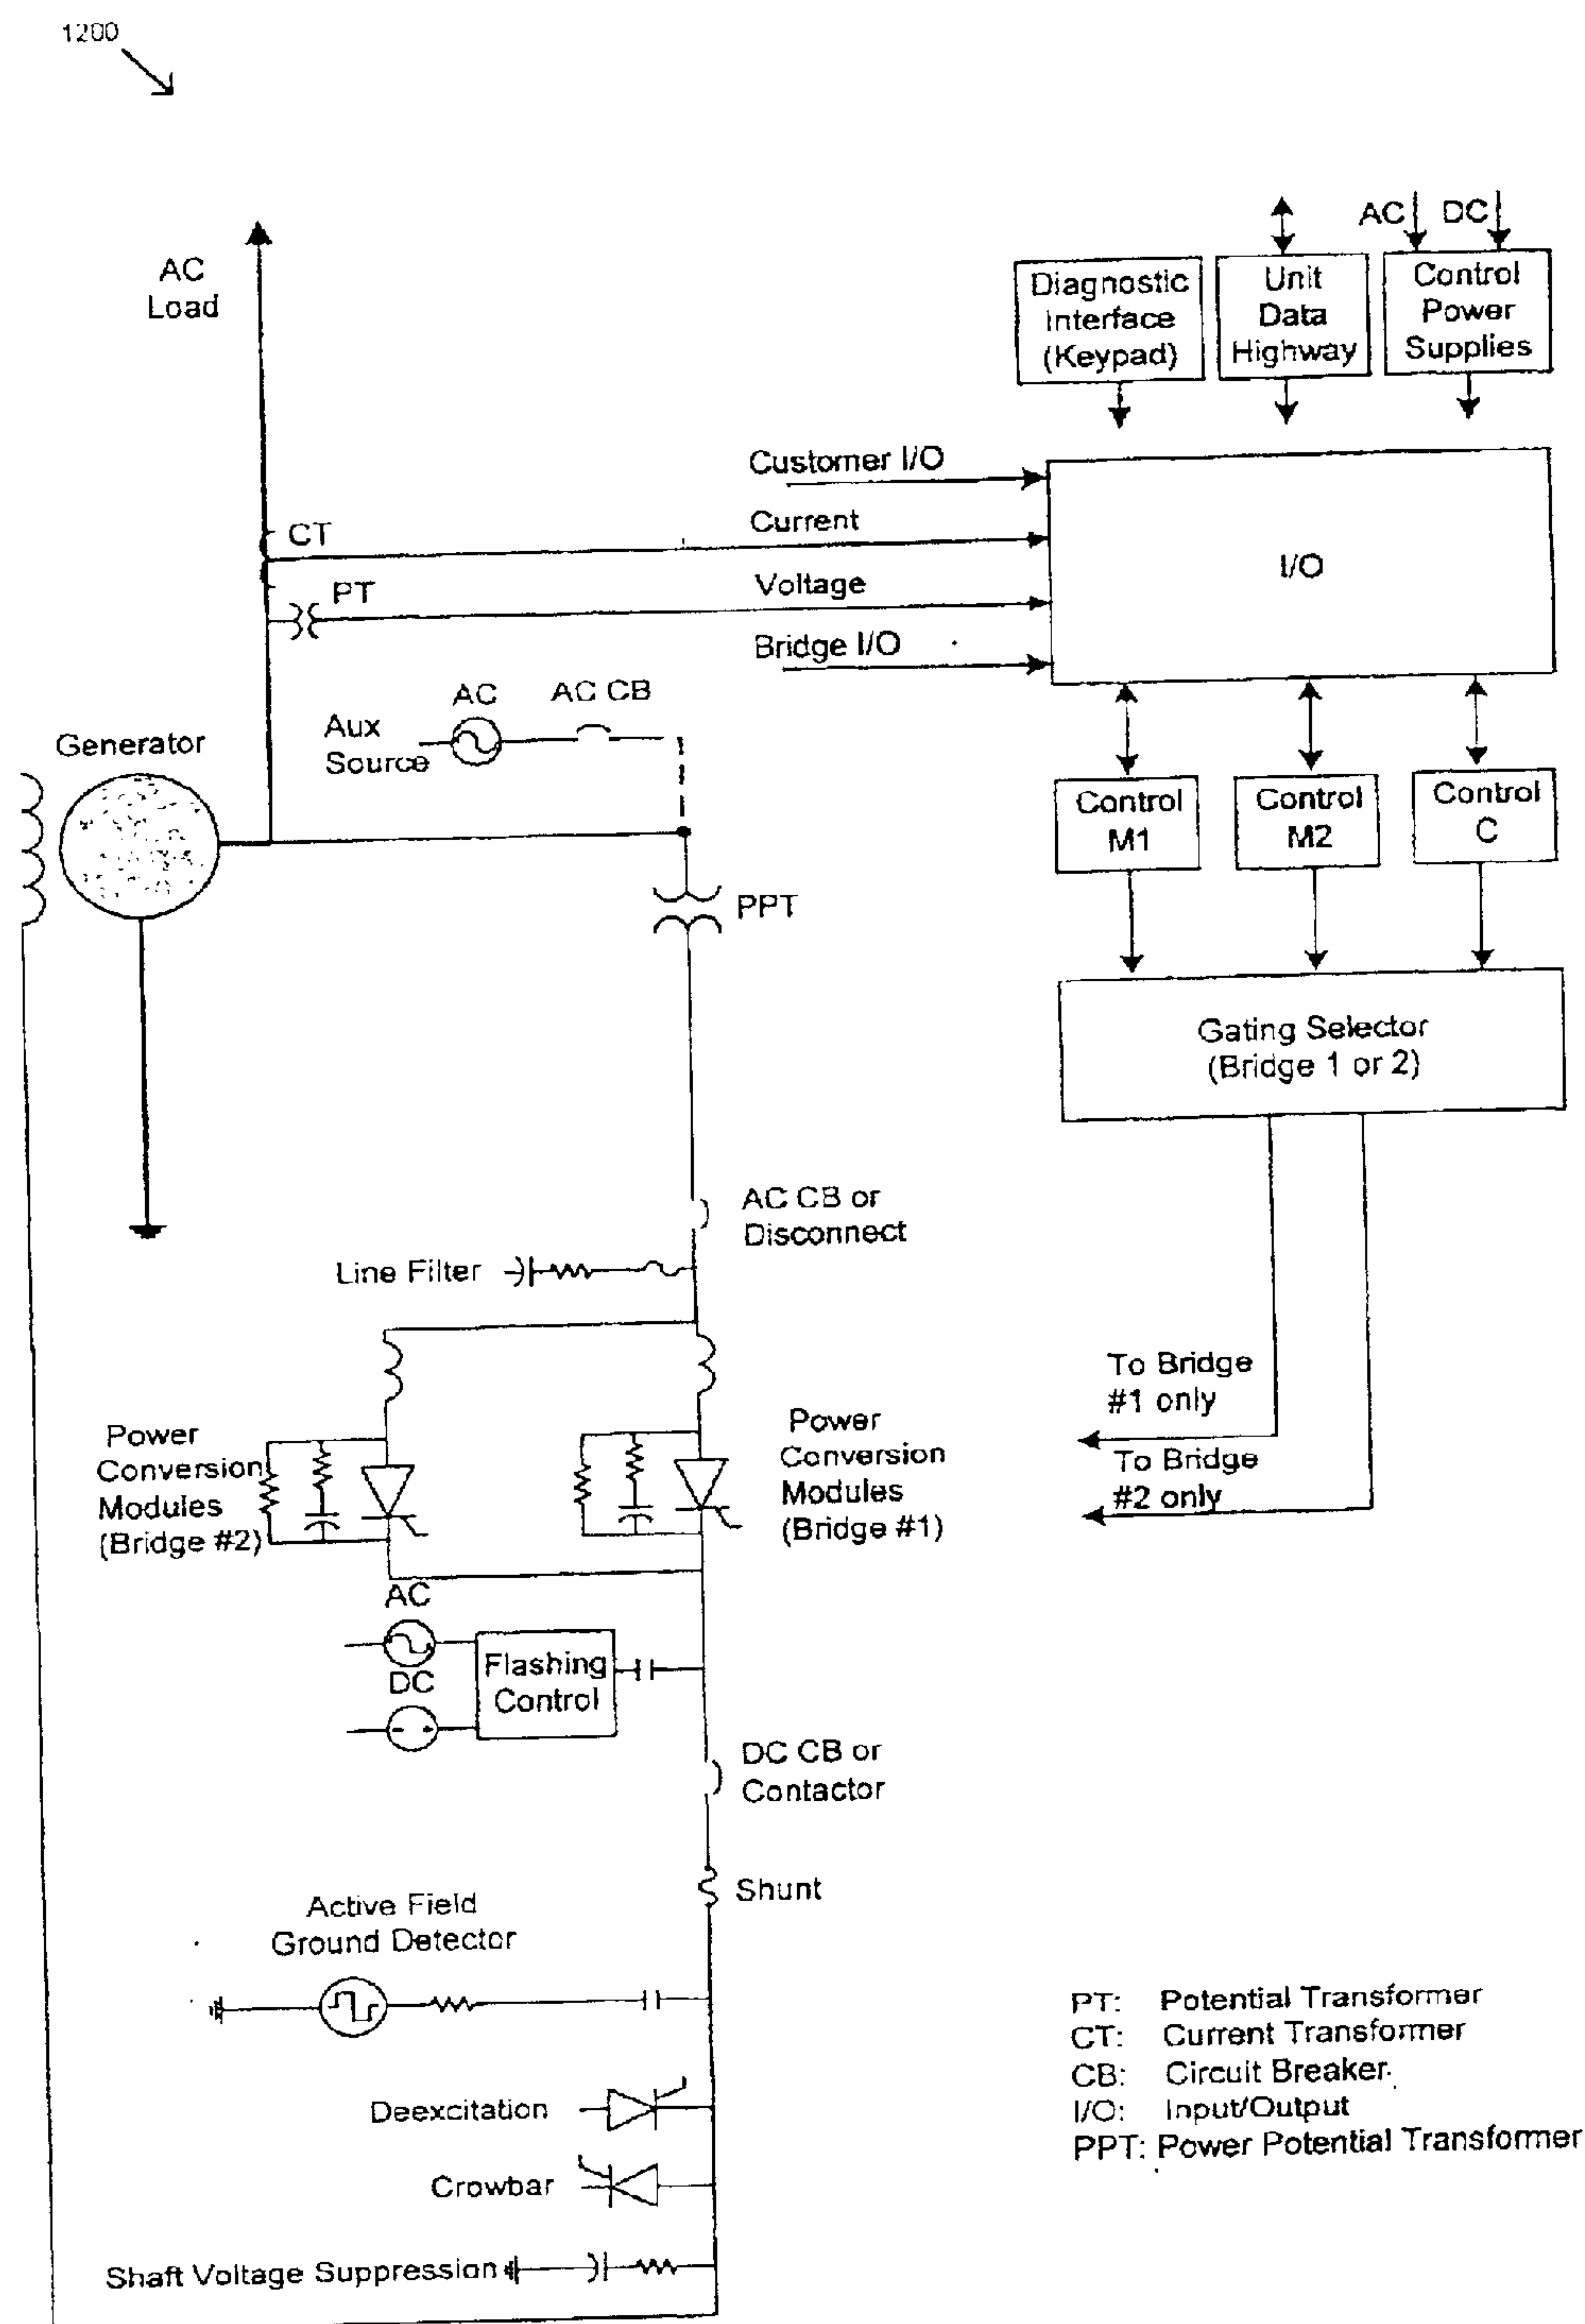 1200
AC
Load
AC DC
Diagnostic
Interface
(Keypad)
Unit
Data
Highway
Control
Power
Supplies
Customer I/O
CT
Current
I/O
PT
Voltage
Bridge I/O
AC
AC CB
Aux
Source
Generator
Control
M1
Control
M2
Control
C
PPT
Gating Selector
(Bridge 1 or 2)
AC CB or
Disconnect
Line Filter
To Bridge
#1 only
To Bridge
#2 only
Power
Conversion
Modules
(Bridge #2)
Power
Conversion
Modules
(Bridge #1)
AC
DC
Flashing
Control
DC CB or
Contactor
Shunt
Active Field
Ground Detector
Deexcitation
Crowbar
Shaft Voltage Suppression
PT: Potential Transformer
CT: Current Transformer
CB: Circuit Breaker
I/O: Input/Output
PPT: Power Potential Transformer